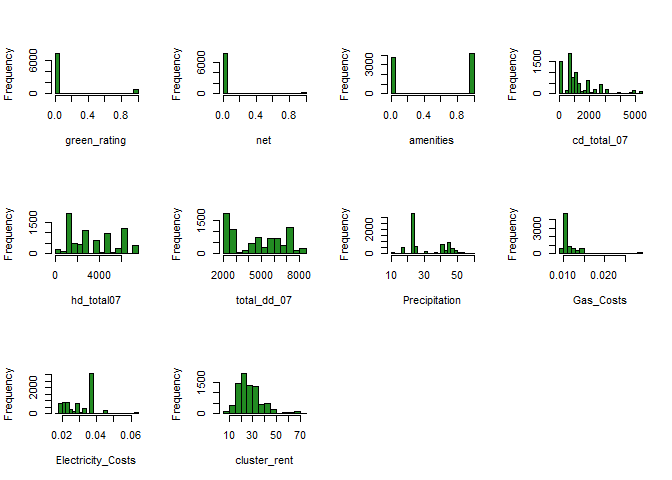 Frequency
0 6000
0.0 0.4 0.8
green_rating
Frequency
0 6000
0.0 0.4 0.8
net
Frequency
0 3000
0.0 0.4 0.8
amenities
Frequency
0 1500
0 2000 5000
cd_total_07
Frequency
0 1500
0 4000
hd_total07
Frequency
0 1500
2000 5000 8000
total_dd_07
Frequency
0 2000
10 30 50
Precipitation
Frequency
0 3000
0.010 0.020
Gas_Costs
Frequency
0 2000
0.02 0.04 0.06
Electricity_Costs
Frequency
0 1500
10 30 50 70
cluster_rent